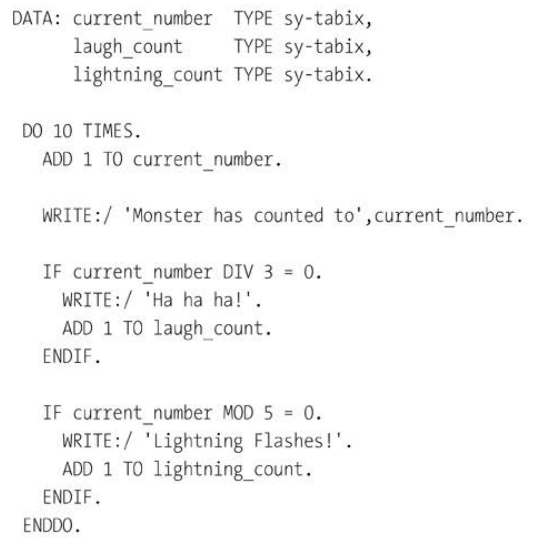 DATA: current_number  TYPE sy-tabix,
      laugh_count     TYPE sy-tabix,
      lightning_count TYPE sy-tabix.
DO 10 TIMES.
  ADD 1 TO current_number.
  WRITE:/ 'Monster has counted to',current_number.
  IF current_number DIV 3 = 0.
    WRITE:/ 'Ha ha ha!'.
    ADD 1 TO laugh_count.
  ENDIF.
  IF current_number MOD 5 = 0.
    WRITE:/ 'Lightning Flashes!'.
    ADD 1 TO lightning_count.
  ENDIF.
ENDDO.